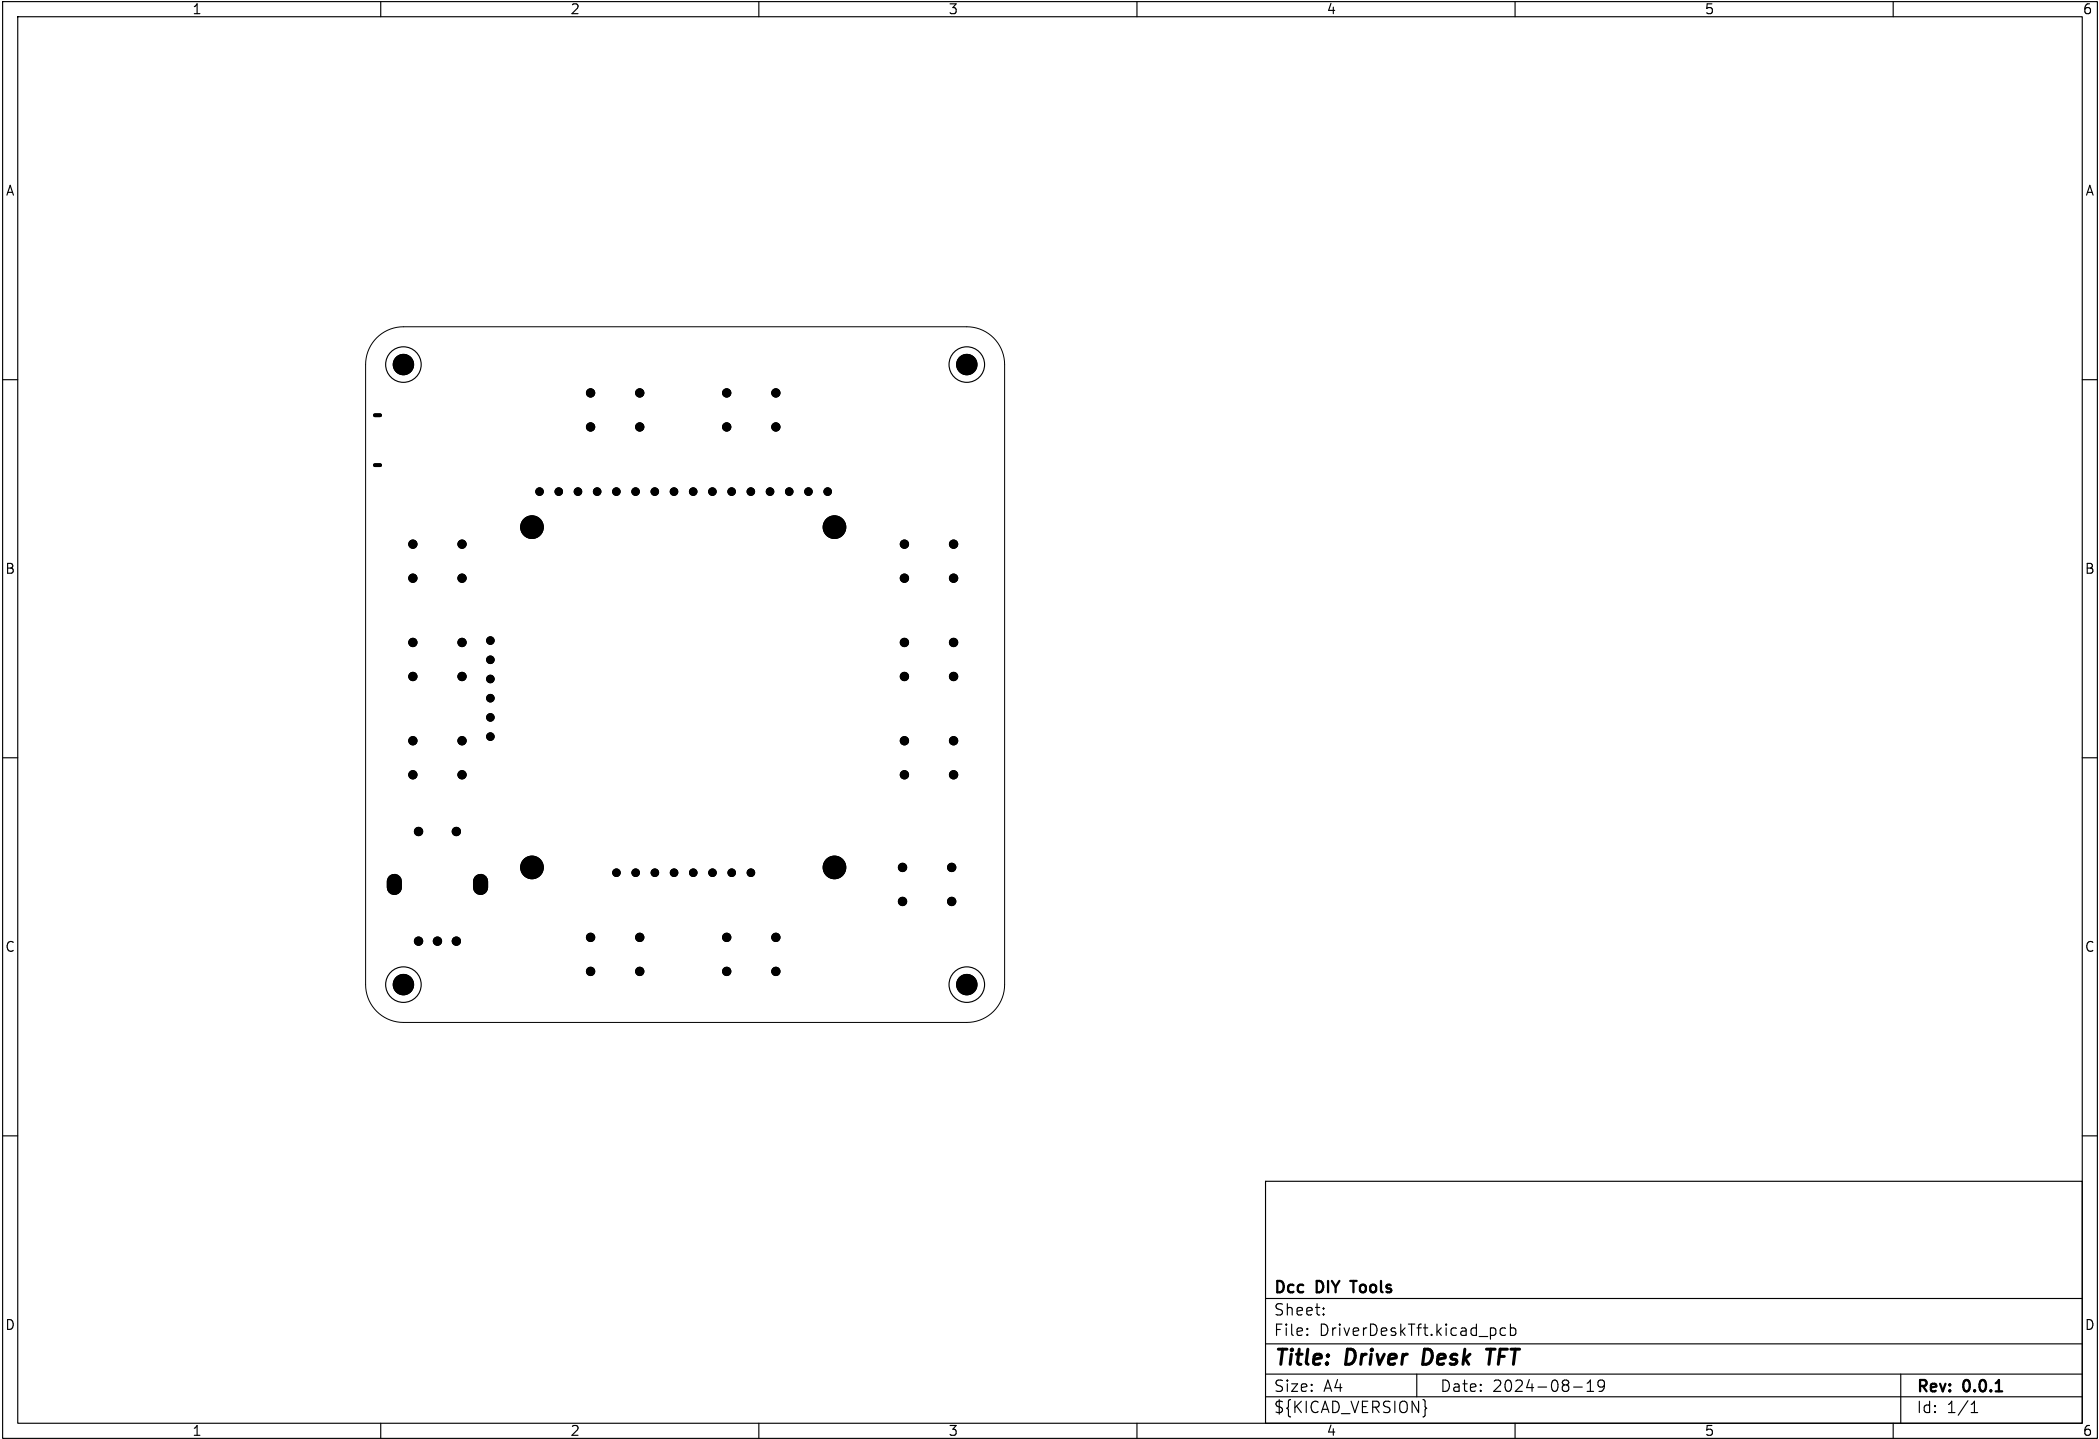 1 2 3 4 5 6
A A
B B
C C
Dcc DIY Tools
Sheet:
File: DriverDeskTft.kicad_pcb
D D
Title: Driver Desk TFT
Size: A4 Date: 2024-08-19 Rev: 0.0.1
${KICAD_VERSION} Id: 1/1
1 2 3 4 5 6